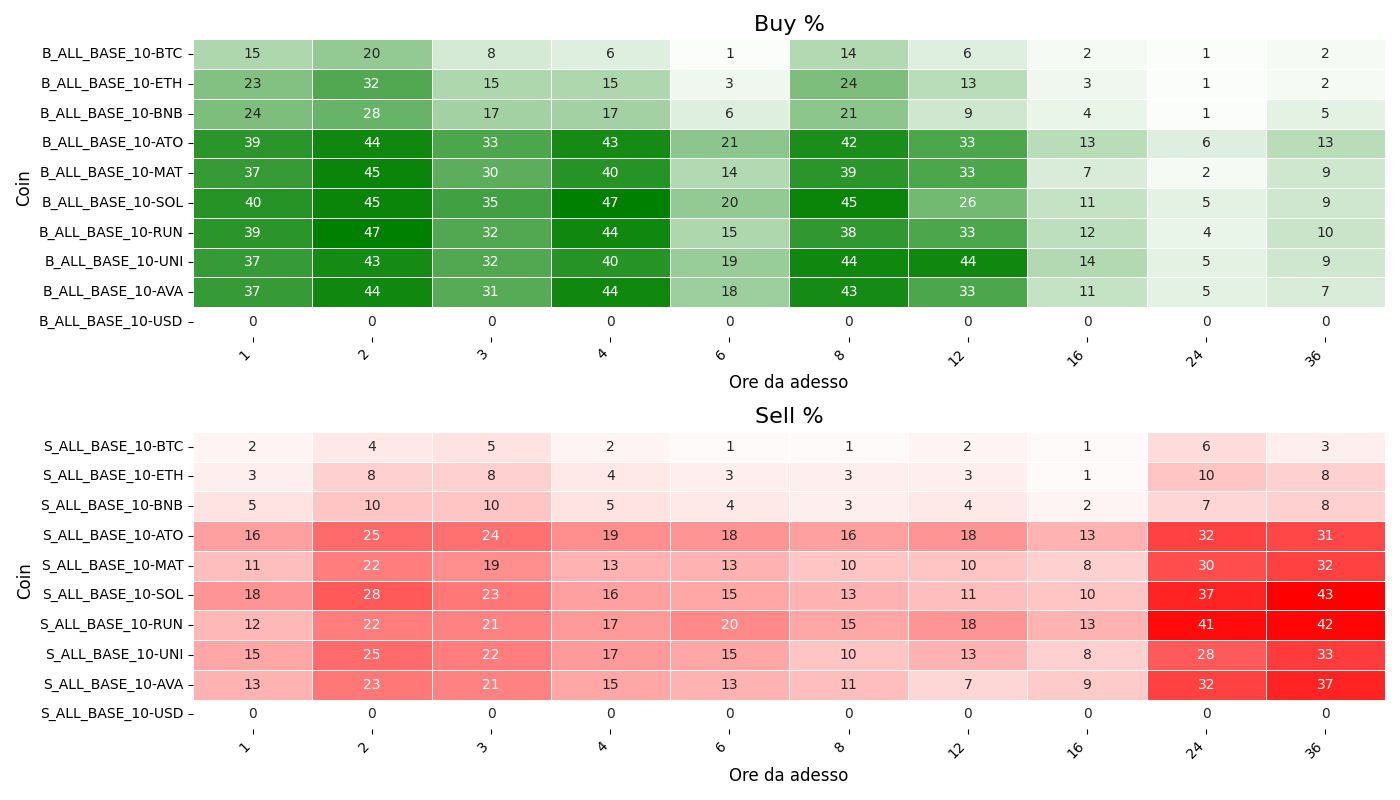 Buy %
Coin
B_ALL_BASE_10-BTC 15 20 8 6 1 14 6 2 1 2
B_ALL_BASE_10-ETH 23 32 15 15 3 24 13 3 1 2
B_ALL_BASE_10-BNB 24 28 17 17 6 21 9 4 1 5
B_ALL_BASE_10-ATO 39 44 33 43 21 42 33 13 6 13
B_ALL_BASE_10-MAT 37 45 30 40 14 39 33 7 2 9
B_ALL_BASE_10-SOL 40 45 35 47 20 45 26 11 5 9
B_ALL_BASE_10-RUN 39 47 32 44 15 38 33 12 4 10
B_ALL_BASE_10-UNI 37 43 32 40 19 44 44 14 5 9
B_ALL_BASE_10-AVA 37 44 31 44 18 43 33 11 5 7
B_ALL_BASE_10-USD 0 0 0 0 0 0 0 0 0 0
1 2 3 4 6 8 12 16 24 36
Ore da adesso
Sell %
Coin
S_ALL_BASE_10-BTC 2 4 5 2 1 1 2 1 6 3
S_ALL_BASE_10-ETH 3 8 8 4 3 3 3 1 10 8
S_ALL_BASE_10-BNB 5 10 10 5 4 3 4 2 7 8
S_ALL_BASE_10-ATO 16 25 24 19 18 16 18 13 32 31
S_ALL_BASE_10-MAT 11 22 19 13 13 10 10 8 30 32
S_ALL_BASE_10-SOL 18 28 23 16 15 13 11 10 37 43
S_ALL_BASE_10-RUN 12 22 21 17 20 15 18 13 41 42
S_ALL_BASE_10-UNI 15 25 22 17 15 10 13 8 28 33
S_ALL_BASE_10-AVA 13 23 21 15 13 11 7 9 32 37
S_ALL_BASE_10-USD 0 0 0 0 0 0 0 0 0 0
1 2 3 4 6 8 12 16 24 36
Ore da adesso